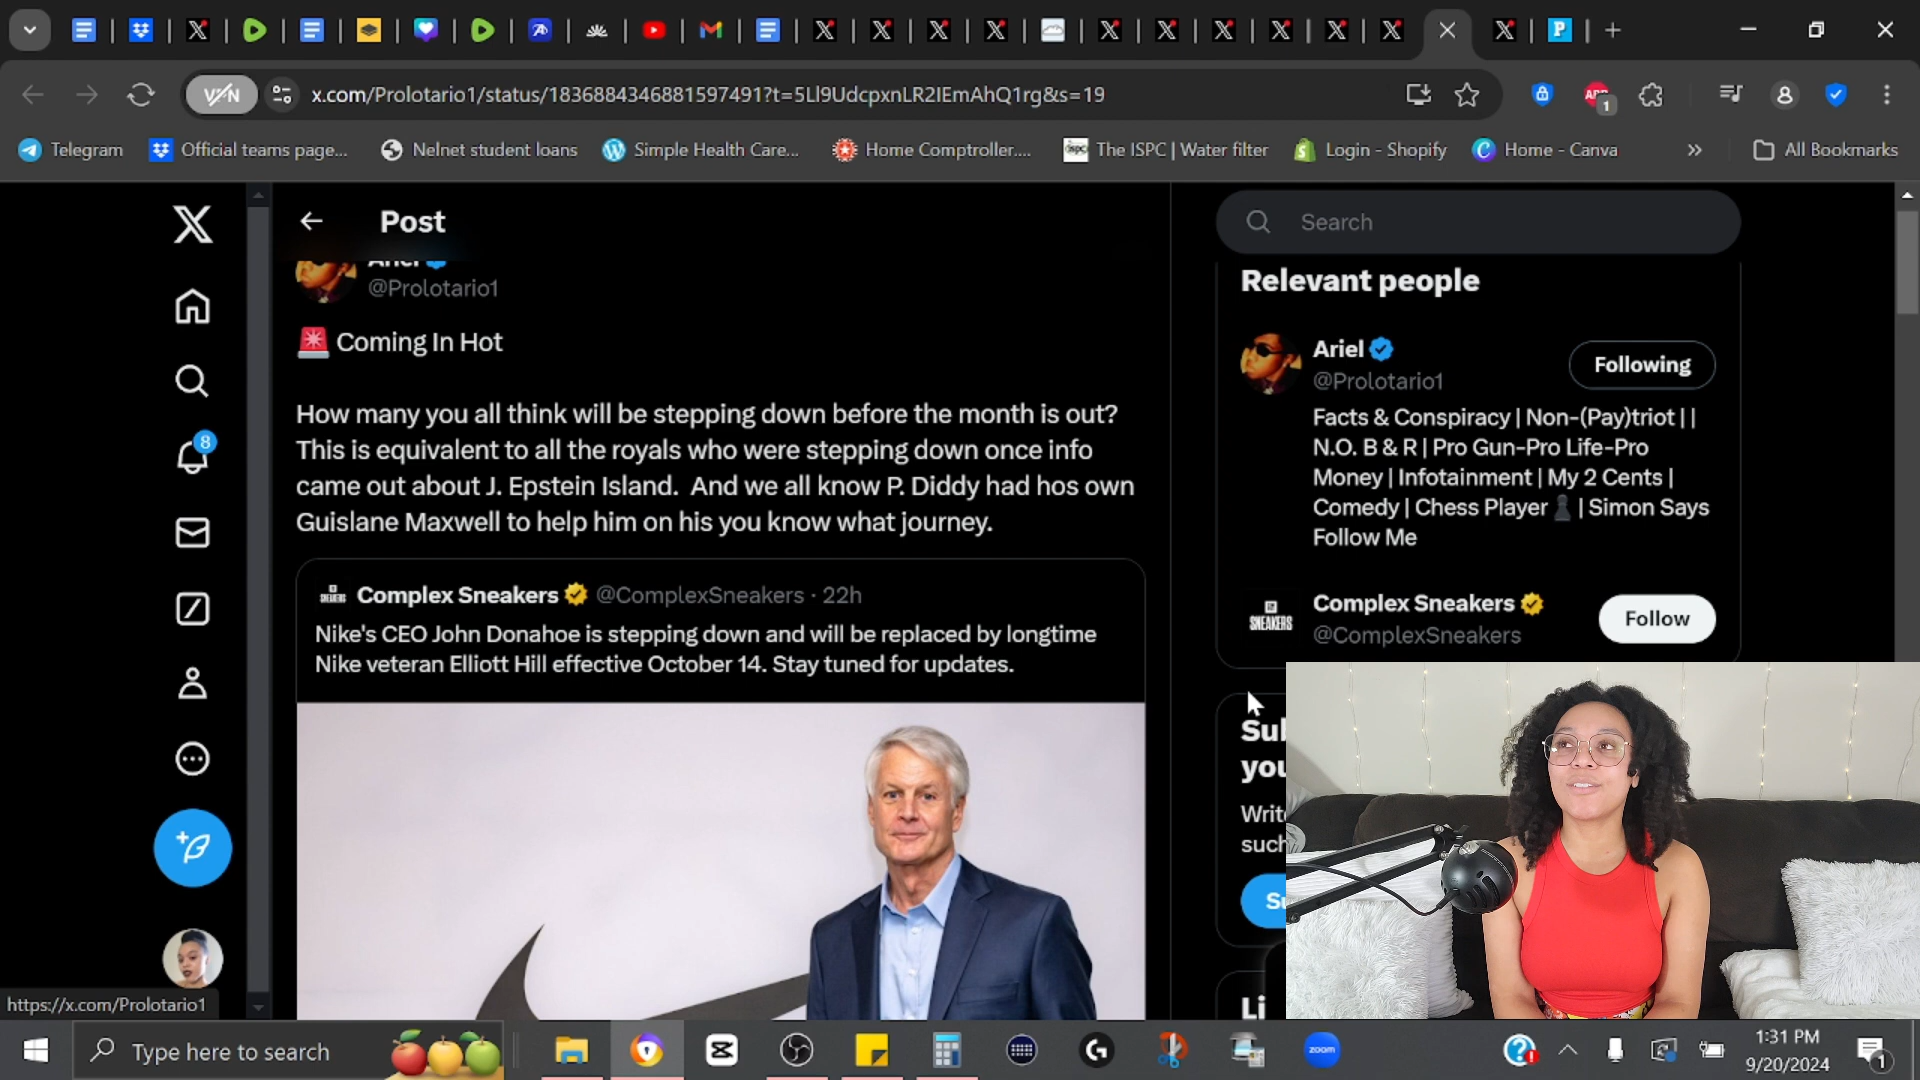 x.com/Prolotario1/status/1836884346881597491?t=5Ll9UdcpxnLR2IEmAhQ1rg&s=19
VPN
1
Telegram
Official teams page...
Nelnet student loans
Simple Health Care...
Home Comptroller....
The ISPC | Water filter
Login - Shopify
Home - Canva
All Bookmarks
Post
Search
@Prolotario1
Coming In Hot
How many you all think will be stepping down before the month is out?
This is equivalent to all the royals who were stepping down once info
came out about J. Epstein Island.  And we all know P. Diddy had hos own
Guislane Maxwell to help him on his you know what journey.
Complex Sneakers @ComplexSneakers · 22h
Nike's CEO John Donahoe is stepping down and will be replaced by longtime
Nike veteran Elliott Hill effective October 14. Stay tuned for updates.
Relevant people
Ariel
@Prolotario1
Following
Facts & Conspiracy | Non-(Pay)triot | |
N.O. B & R | Pro Gun-Pro Life-Pro
Money | Infotainment | My 2 Cents |
Comedy | Chess Player | Simon Says
Follow Me
SNEAKERS
Complex Sneakers
@ComplexSneakers
Follow
8
https://x.com/Prolotario1
Type here to search
zoom
1:31 PM
9/20/2024
1